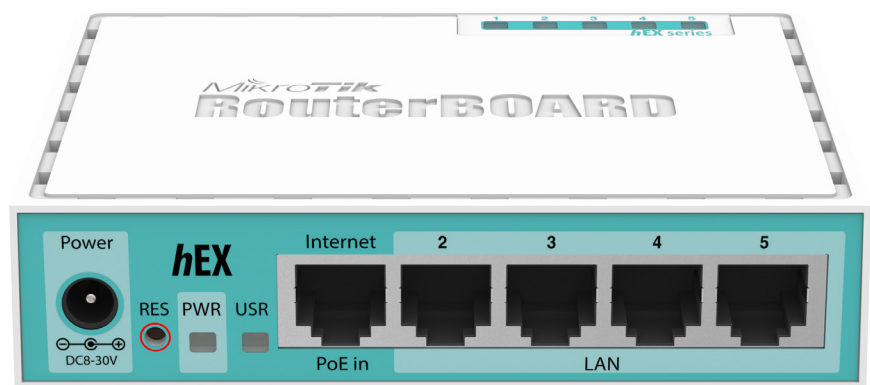 1 2 3 4 5
hEX series
MikroTik
RouterBOARD
Power
hEX
Internet 2 3 4 5
RES PWR USR
DC8-30V
PoE in
LAN